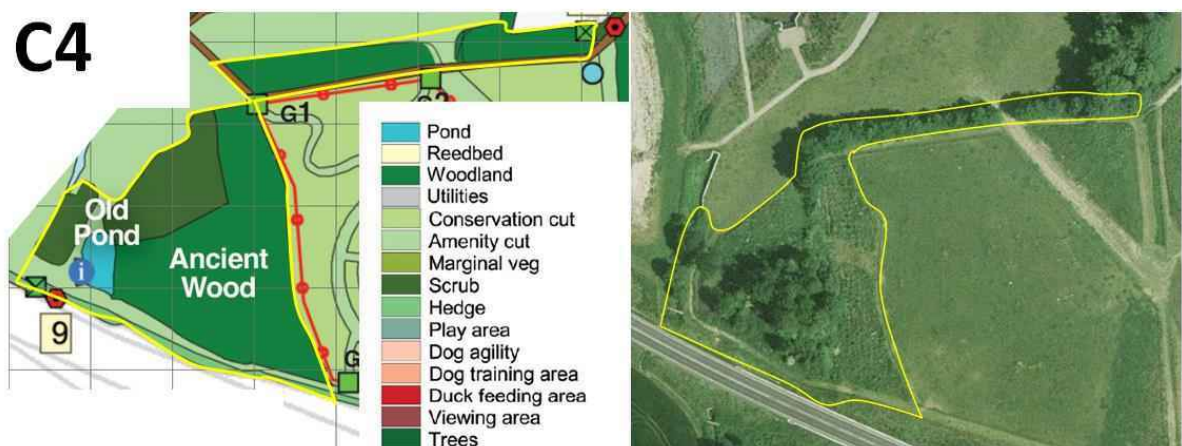 C4
G1
G2
Old
Pond
i
Ancient
Wood
9
G
Pond
Reedbed
Woodland
Utilities
Conservation cut
Amenity cut
Marginal veg
Scrub
Hedge
Play area
Dog agility
Dog training area
Duck feeding area
Viewing area
Trees